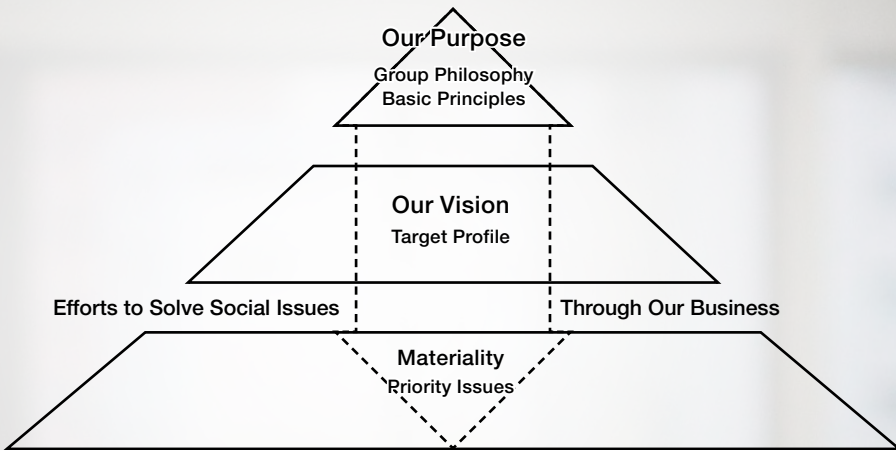 Our Purpose
Group Philosophy
Basic Principles
Our Vision
Target Profile
Efforts to Solve Social Issues
Through Our Business
Materiality
Priority Issues